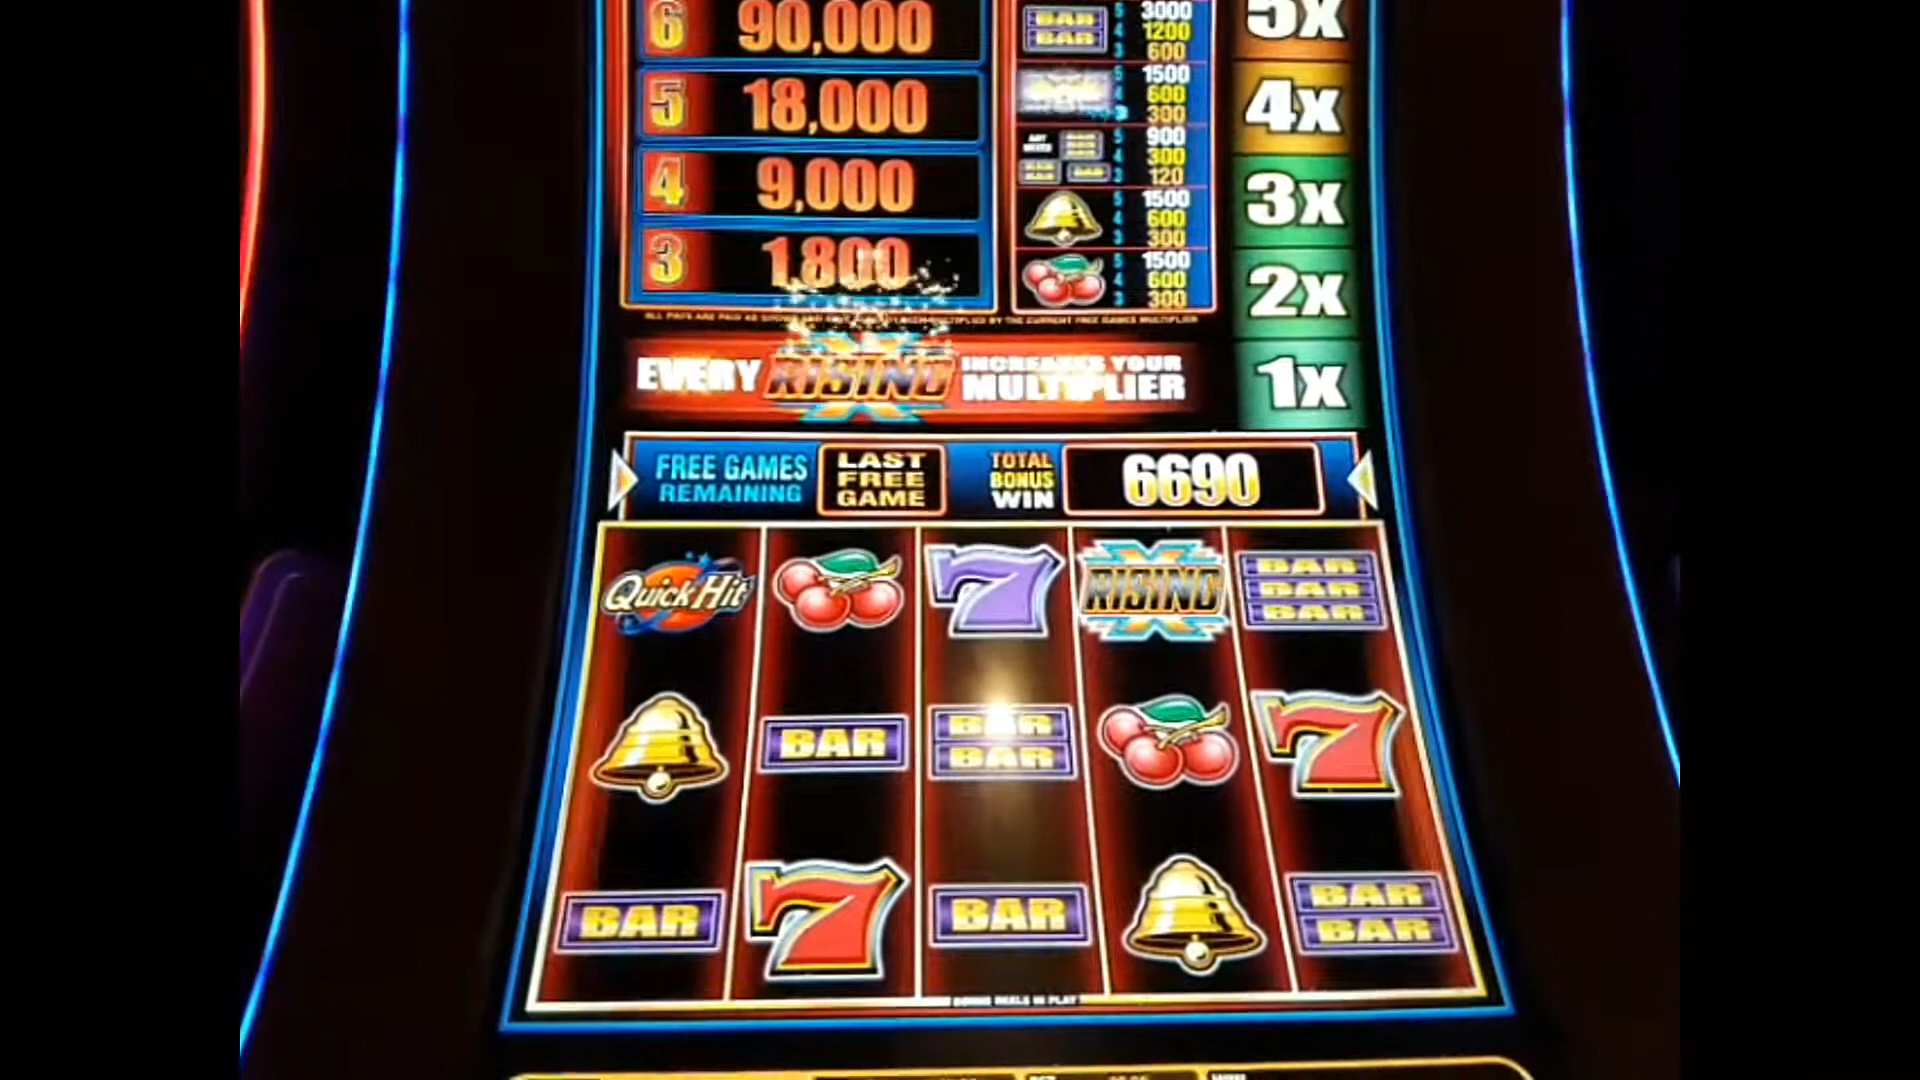 6 90,000
5 18,000
4 9,000
3 1,800
BAR
BAR
5 3000
4 1200
3 600
5 1500
4 600
3 300
5 900
4 300
3 120
5 1500
4 600
3 300
5 1500
4 600
3 300
5x
4x
3x
2x
1x
EVERY RISING INCREASES YOUR MULTIPLIER
FREE GAMES REMAINING
LAST FREE GAME
TOTAL BONUS WIN
6690
Quick Hit
7
RISING
BAR
BAR
BAR
BAR
BAR
BAR
7
BAR
7
BAR
BAR
BAR
BONUS REELS IN PLAY